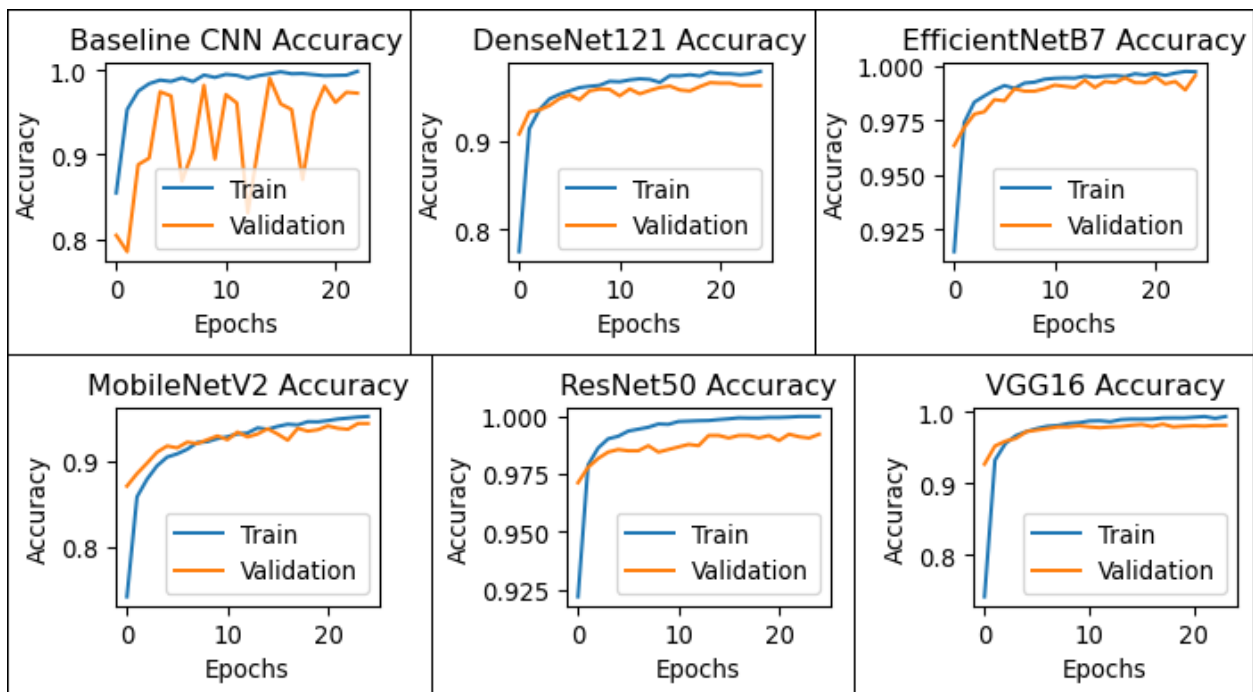 Baseline CNN Accuracy
1.0
0.9
0.8
Accuracy
Train
Validation
0
10
20
Epochs
DenseNet121 Accuracy
0.9
0.8
Accuracy
Train
Validation
0
20
Epochs
EfficientNetB7 Accuracy
1.000
0.975
0.950
0.925
Accuracy
Train
Validation
0
10
20
Epochs
MobileNetV2 Accuracy
0.9
0.8
Accuracy
Train
Validation
0
10
20
Epochs
ResNet50 Accuracy
1.000
0.975
0.950
0.925
Accuracy
Train
Validation
0
10
20
Epochs
VGG16 Accuracy
1.0
0.9
0.8
Accuracy
Train
Validation
0
20
Epochs